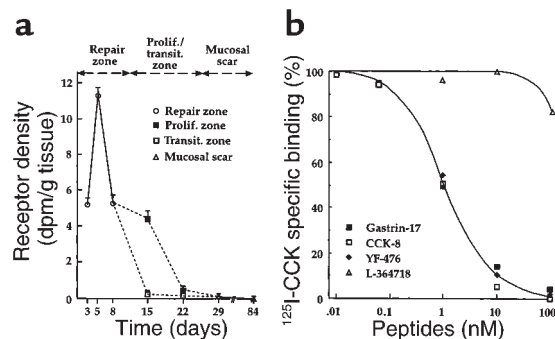 a
Repair zone
Prolif./ transit. zone
Mucosal scar
Receptor density
(dpm/g tissue)
12
10
8
6
4
2
0
Repair zone
Prolif. zone
Transit. zone
Mucosal scar
3 5 8 15 22 29 84
Time (days)
b
125I-CCK specific binding (%)
100
80
60
40
20
0
Gastrin-17
CCK-8
YF-476
L-364718
.01 .1 1 10 100
Peptides (nM)